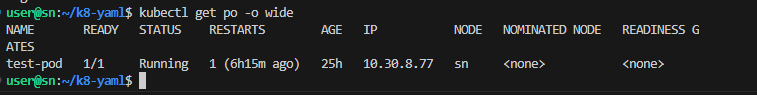 user@sn:~/k8-yaml$ kubectl get po -o wide
NAME READY STATUS RESTARTS AGE IP NODE NOMINATED NODE READINESS G
ATES
test-pod 1/1 Running 1 (6h15m ago) 25h 10.30.8.77 sn <none> <none>
user@sn:~/k8-yaml$